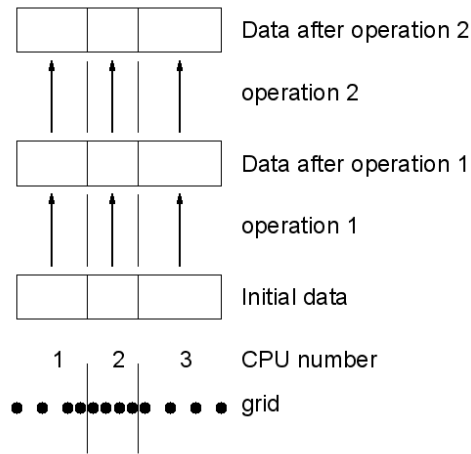 Data after operation 2
operation 2
Data after operation 1
operation 1
Initial data
1 2 3 CPU number
grid